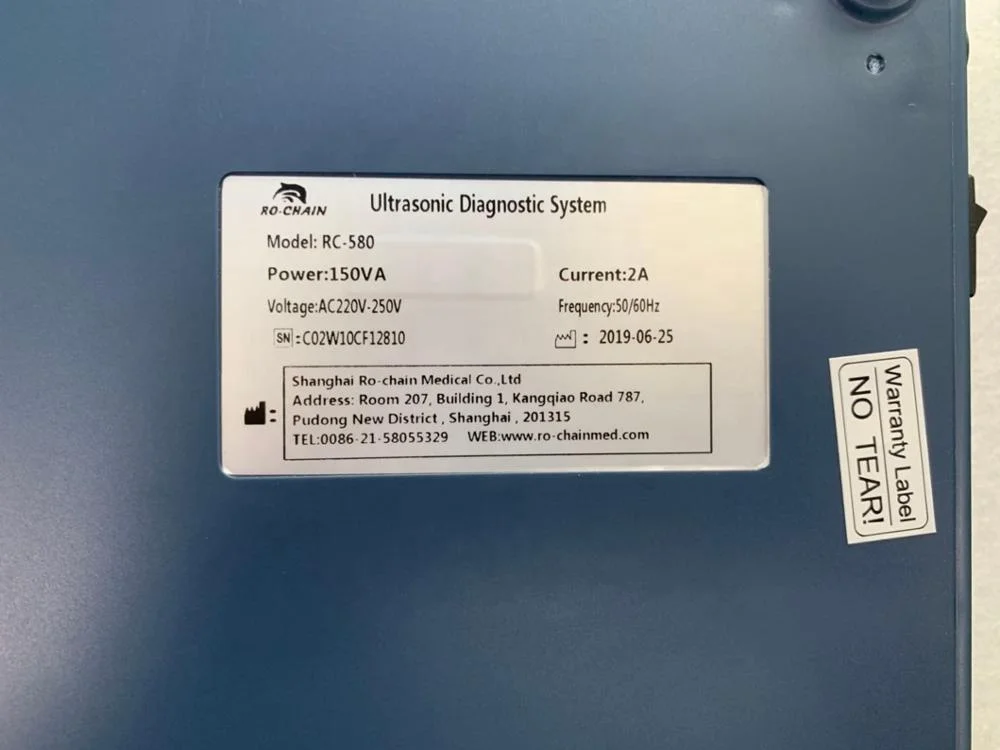 RO-CHAIN
Ultrasonic Diagnostic System
Model: RC-580
Power:150VA
Current:2A
Voltage:AC220V-250V
Frequency:50/60Hz
SN:C02W10CF12810
: 2019-06-25
Shanghai Ro-chain Medical Co.,Ltd
Address: Room 207, Building 1, Kangqiao Road 787,
Pudong New District , Shanghai , 201315
TEL:0086-21-58055329 WEB:www.ro-chainmed.com
Warranty Label
NO TEAR!